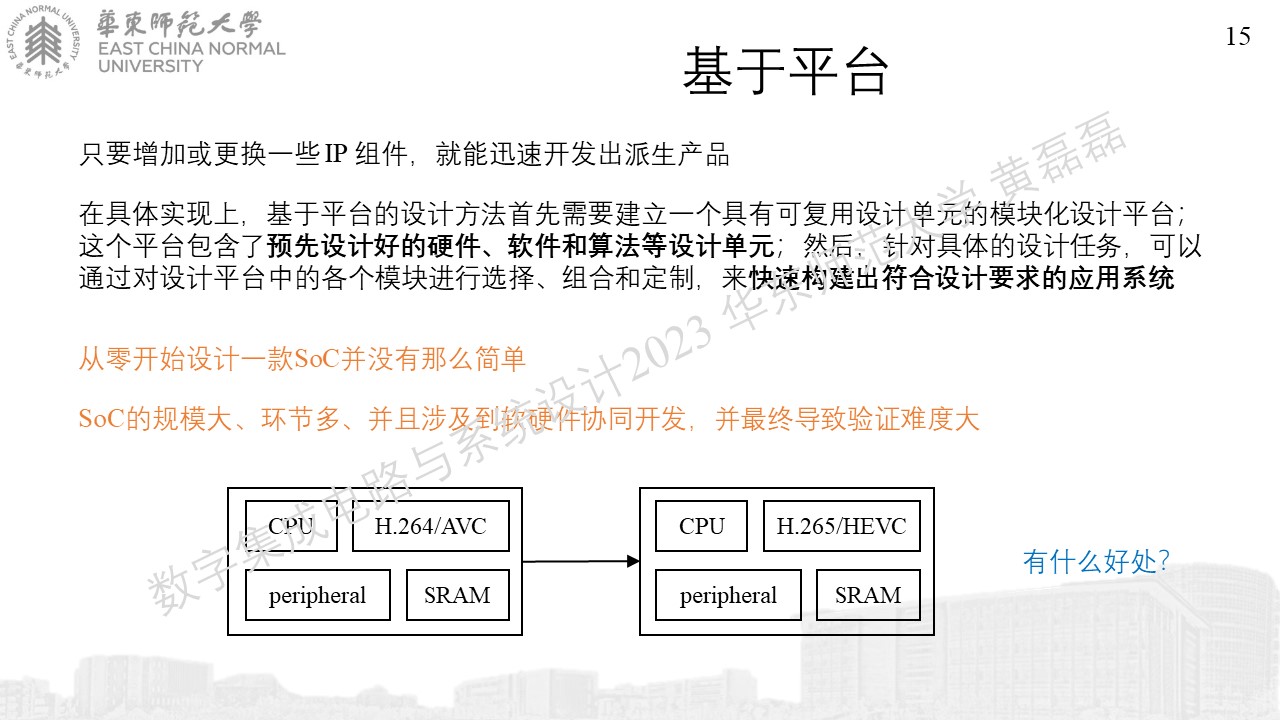 華東師範大學
EAST CHINA NORMAL
UNIVERSITY
EAST CHINA NORMAL UNIVERSITY
華東師範大學
15
基于平台
只要增加或更换一些 IP 组件，就能迅速开发出派生产品
在具体实现上，基于平台的设计方法首先需要建立一个具有可复用设计单元的模块化设计平台；
这个平台包含了预先设计好的硬件、软件和算法等设计单元；然后，针对具体的设计任务，可以
通过对设计平台中的各个模块进行选择、组合和定制，来快速构建出符合设计要求的应用系统
从零开始设计一款SoC并没有那么简单
SoC的规模大、环节多、并且涉及到软硬件协同开发，并最终导致验证难度大
CPU
H.264/AVC
peripheral
SRAM
CPU
H.265/HEVC
peripheral
SRAM
有什么好处?
数字集成电路与系统设计2023 华东师范大学 黄磊磊